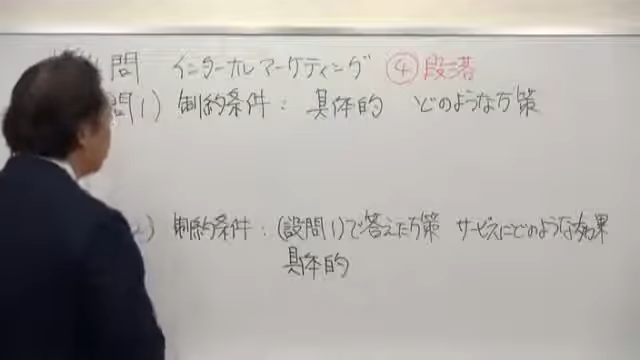 問 インターナルマーケティング ④段落
問1) 制約条件: 具体的 どのような方策
2) 制約条件: (設問1)で答えた方策 サービスにどのような効果
具体的